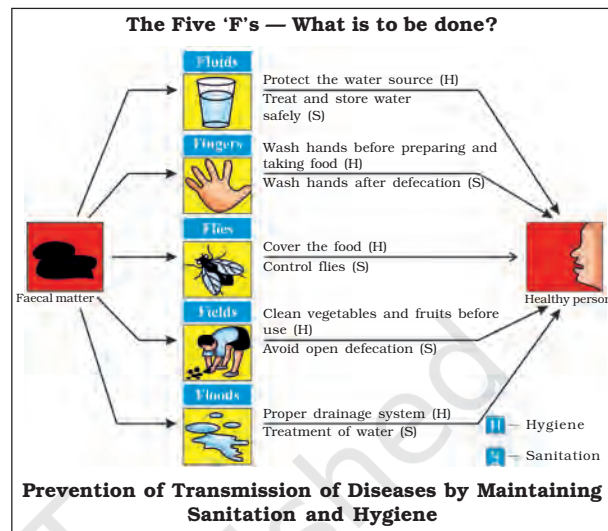 The Five 'F's — What is to be done?
Fluids
Protect the water source (H)
Treat and store water
safely (S)
Fingers
Wash hands before preparing and
taking food (H)
Wash hands after defecation (S)
Flies
Cover the food (H)
Control flies (S)
Faecal matter
Healthy person
Fields
Clean vegetables and fruits before
use (H)
Avoid open defecation (S)
Floods
Proper drainage system (H)
Treatment of water (S)
H — Hygiene
S — Sanitation
Prevention of Transmission of Diseases by Maintaining
Sanitation and Hygiene